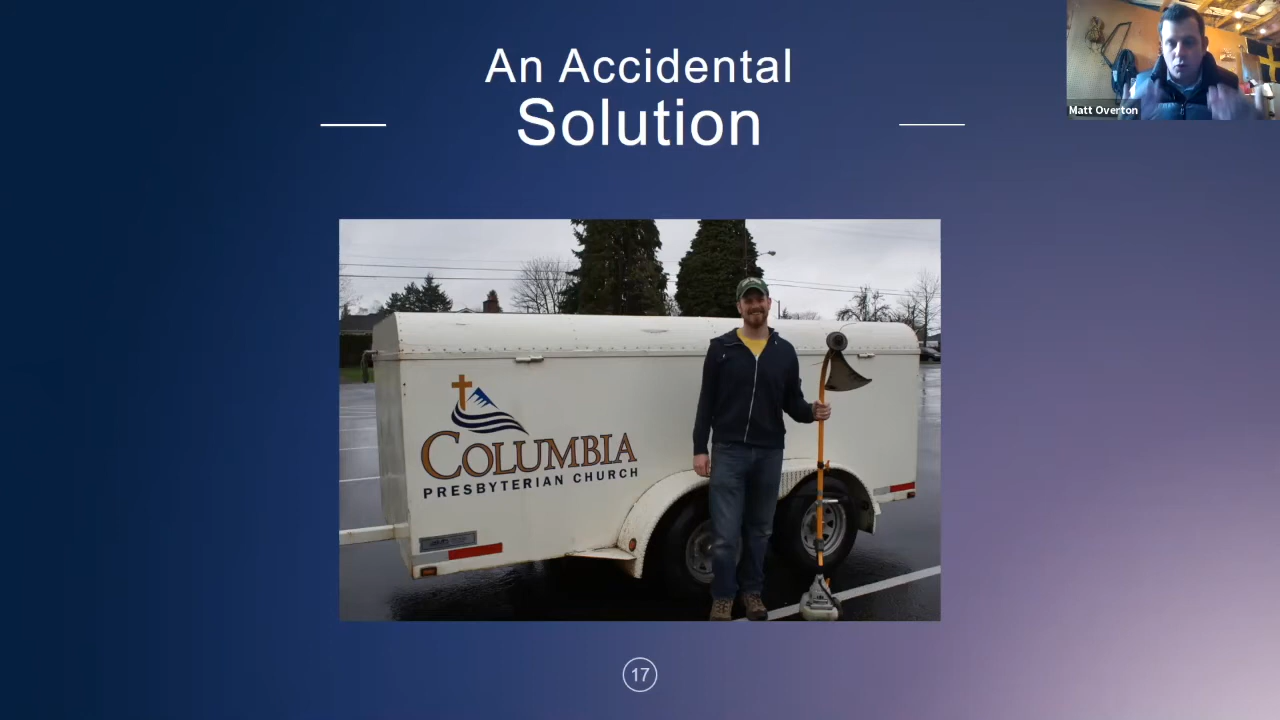 An Accidental
Solution
Matt Overton
COLUMBIA
PRESBYTERIAN CHURCH
17